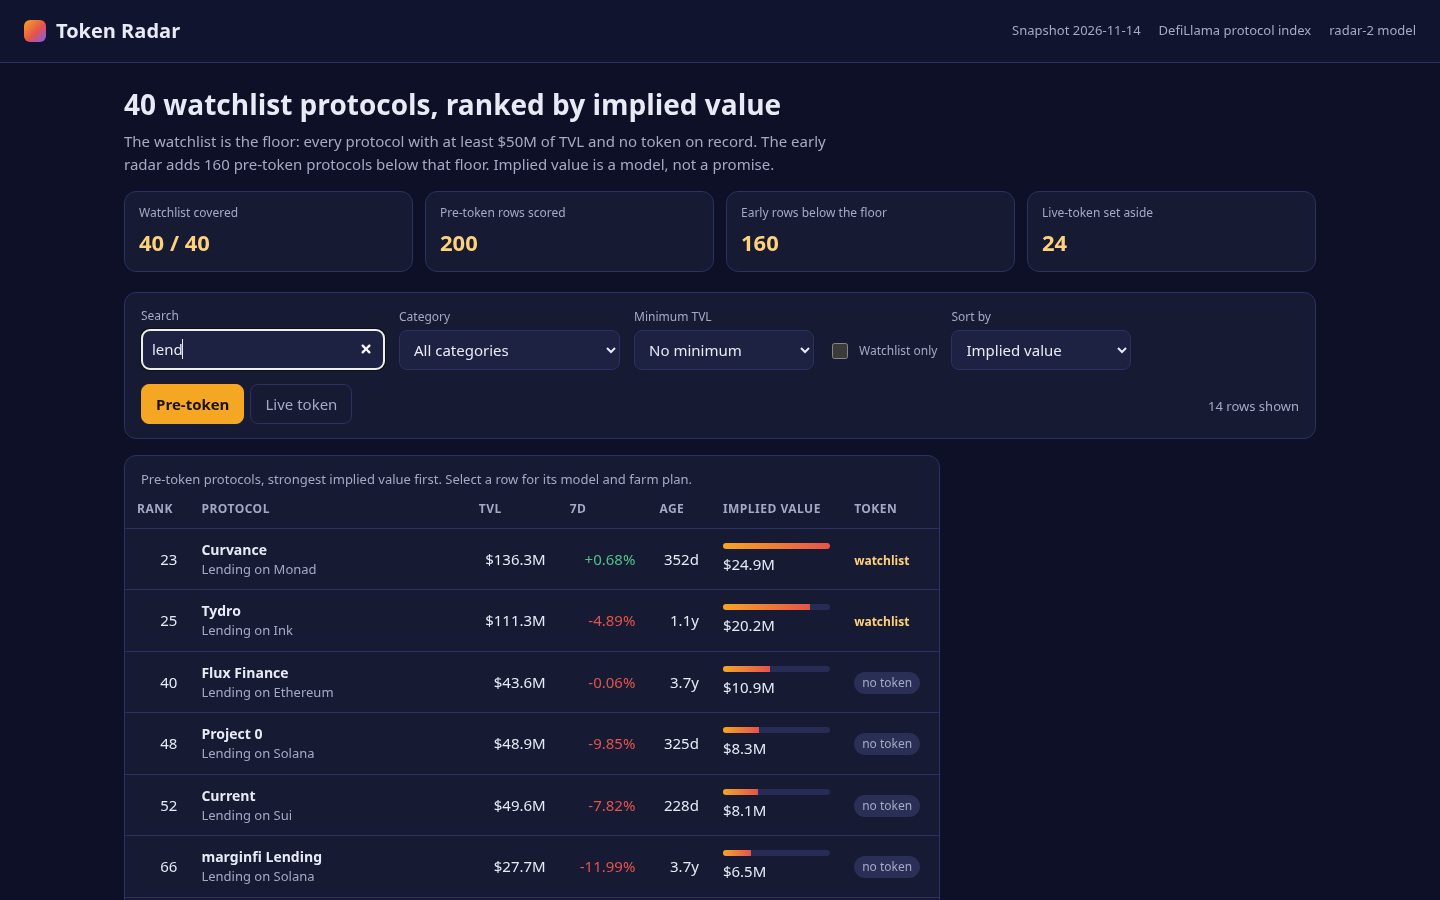 Token Radar
Snapshot 2026-11-14 DefiLlama protocol index radar-2 model
40 watchlist protocols, ranked by implied value
The watchlist is the floor: every protocol with at least $50M of TVL and no token on record. The early
radar adds 160 pre-token protocols below that floor. Implied value is a model, not a promise.
Watchlist covered
40 / 40
Pre-token rows scored
200
Early rows below the floor
160
Live-token set aside
24
Search
lend
Category
All categories
Minimum TVL
No minimum
Watchlist only
Sort by
Implied value
Pre-token
Live token
14 rows shown
Pre-token protocols, strongest implied value first. Select a row for its model and farm plan.
RANK PROTOCOL TVL 7D AGE IMPLIED VALUE TOKEN
23 Curvance $136.3M +0.68% 352d $24.9M watchlist
Lending on Monad
25 Tydro $111.3M -4.89% 1.1y $20.2M watchlist
Lending on Ink
40 Flux Finance $43.6M -0.06% 3.7y $10.9M no token
Lending on Ethereum
48 Project 0 $48.9M -9.85% 325d $8.3M no token
Lending on Solana
52 Current $49.6M -7.82% 228d $8.1M no token
Lending on Sui
66 marginfi Lending $27.7M -11.99% 3.7y $6.5M no token
Lending on Solana